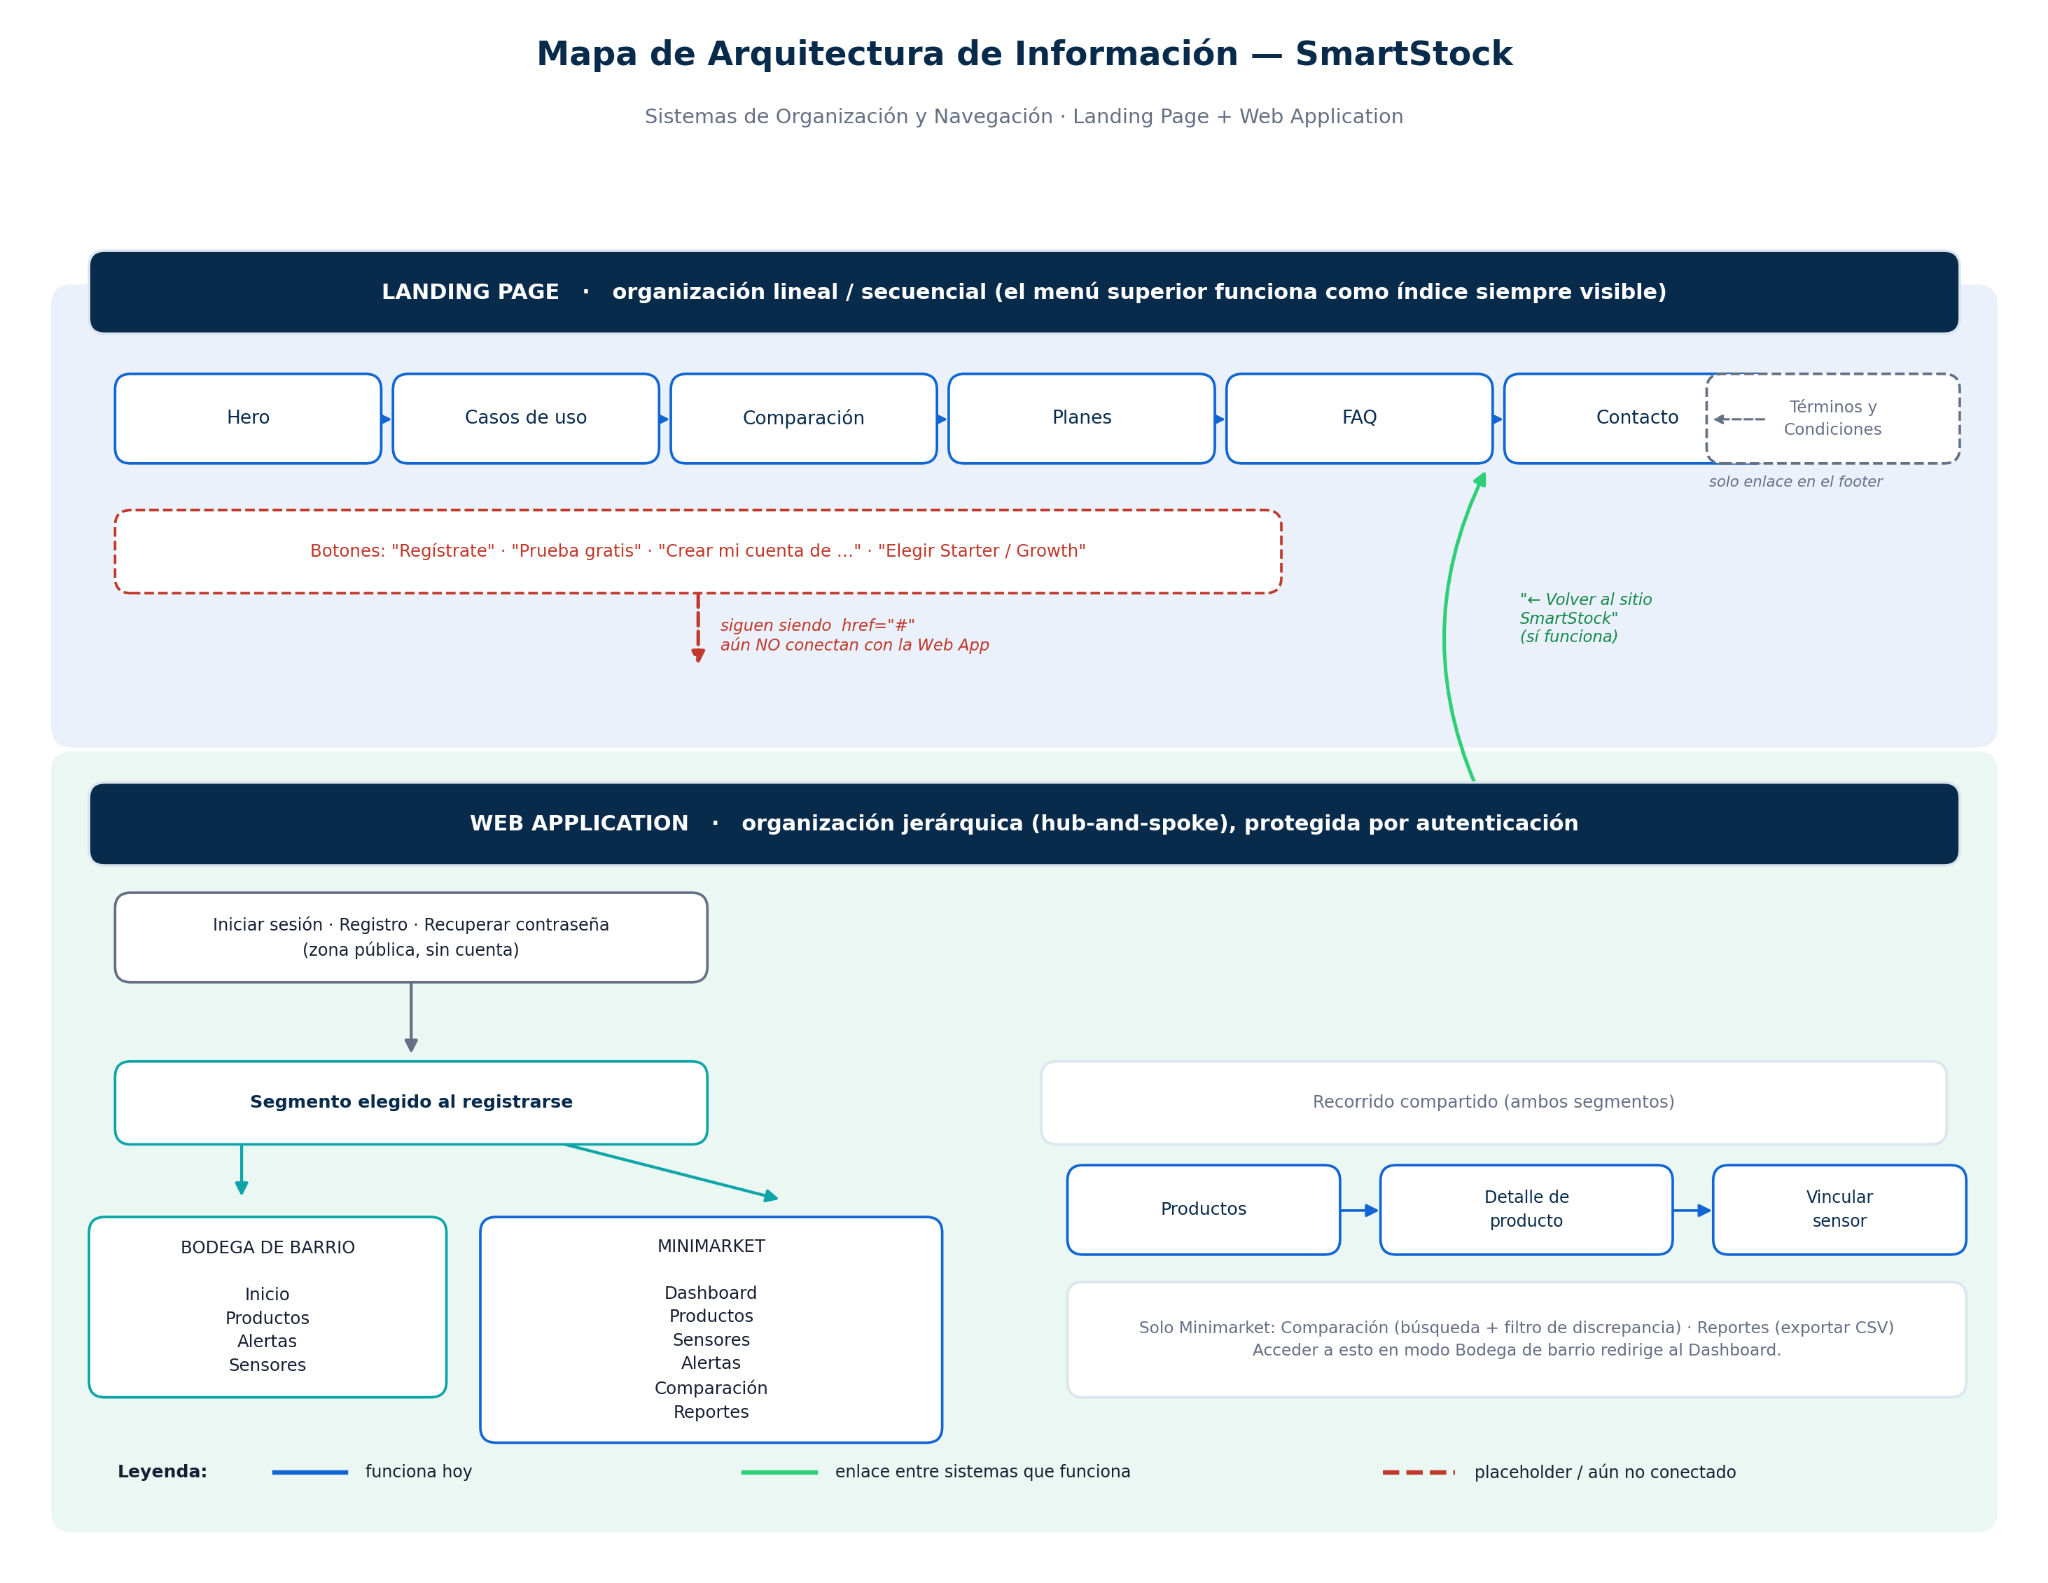 Mapa de Arquitectura de Información — SmartStock
Sistemas de Organización y Navegación · Landing Page + Web Application
LANDING PAGE · organización lineal / secuencial (el menú superior funciona como índice siempre visible)
Hero
Casos de uso
Comparación
Planes
FAQ
Contacto
Términos y
Condiciones
solo enlace en el footer
Botones: "Regístrate" · "Prueba gratis" · "Crear mi cuenta de ..." · "Elegir Starter / Growth"
siguen siendo href="#"
aún NO conectan con la Web App
"← Volver al sitio
SmartStock"
(sí funciona)
WEB APPLICATION · organización jerárquica (hub-and-spoke), protegida por autenticación
Iniciar sesión · Registro · Recuperar contraseña
(zona pública, sin cuenta)
Segmento elegido al registrarse
Recorrido compartido (ambos segmentos)
Productos
Detalle de
producto
Vincular
sensor
BODEGA DE BARRIO
Inicio
Productos
Alertas
Sensores
MINIMARKET
Dashboard
Productos
Sensores
Alertas
Comparación
Reportes
Solo Minimarket: Comparación (búsqueda + filtro de discrepancia) · Reportes (exportar CSV)
Acceder a esto en modo Bodega de barrio redirige al Dashboard.
Leyenda:
funciona hoy
enlace entre sistemas que funciona
placeholder / aún no conectado